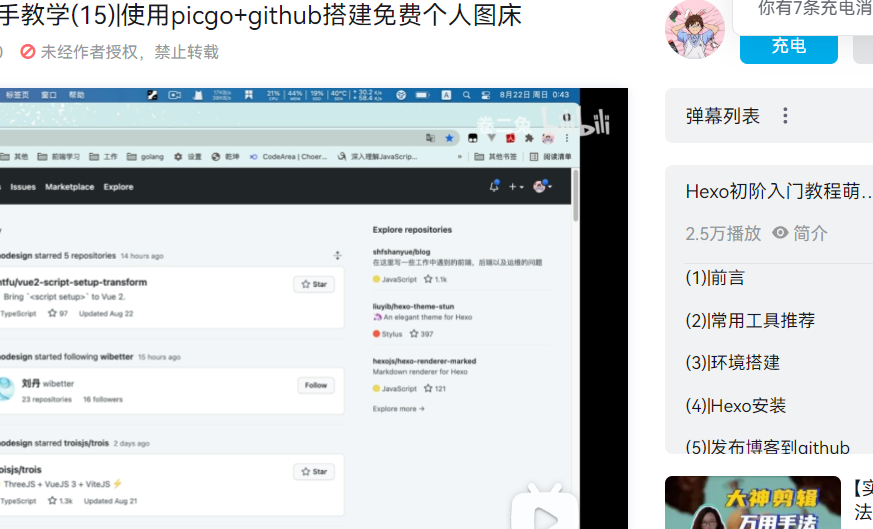 手教学(15)|使用picgo+github搭建免费个人图床
未经作者授权，禁止转载
你有7条充电消
充电
标签页 窗口 帮助
21% 44% 19% 40°C 30.2 K/s
58.4 K/s
8月22日 周日 0:43
卷二兔
bilibili
其他 前端学习 工作 golang 设置 乾坤 CodeArea | Choer... 深入理解JavaScrip... » 其他书签 阅读清单
Issues Marketplace Explore
odesign starred 5 repositories 14 hours ago
ntfu/vue2-script-setup-transform
Star
Bring `<script setup>` to Vue 2.
TypeScript 97 Updated Aug 22
odesign started following wibetter 15 hours ago
刘丹 wibetter
Follow
23 repositories 16 followers
odesign starred troisjs/trois 2 days ago
oisjs/trois
Star
ThreeJS + VueJS 3 + ViteJS ⚡
TypeScript 1.3k Updated Aug 21
Explore repositories
shfshanyue/blog
在这里写一些工作中遇到的前端，后端以及运维的问题
JavaScript 1.1k
liuyib/hexo-theme-stun
An elegant theme for Hexo
Stylus 397
hexojs/hexo-renderer-marked
Markdown renderer for Hexo
JavaScript 121
Explore more →
弹幕列表
Hexo初阶入门教程萌...
2.5万播放 简介
(1)|前言
(2)|常用工具推荐
(3)|环境搭建
(4)|Hexo安装
(5)|发布博客到github
大神剪辑
万用手法
【实
法